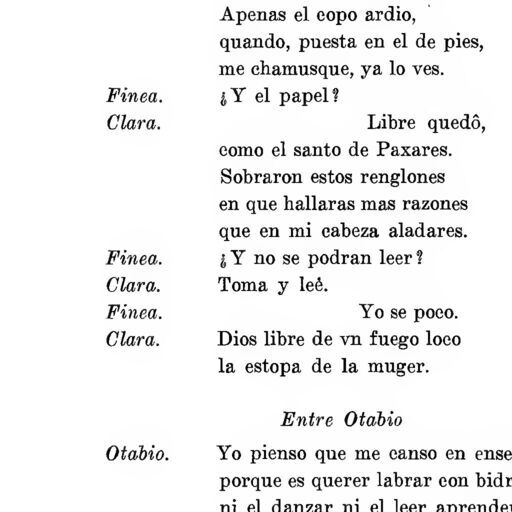 Apenas el copo ardio,
quando, puesta en el de pies,
me chamusque, ya lo ves.
Finea. ¿Y el papel?
Clara. Libre quedô,
como el santo de Paxares.
Sobraron estos renglones
en que hallaras mas razones
que en mi cabeza aladares.
Finea. ¿Y no se podran leer?
Clara. Toma y leé.
Finea. Yo se poco.
Clara. Dios libre de vn fuego loco
la estopa de la muger.
Entre Otabio
Otabio. Yo pienso que me canso en ense
porque es querer labrar con bidr
ni el danzar ni el leer aprende